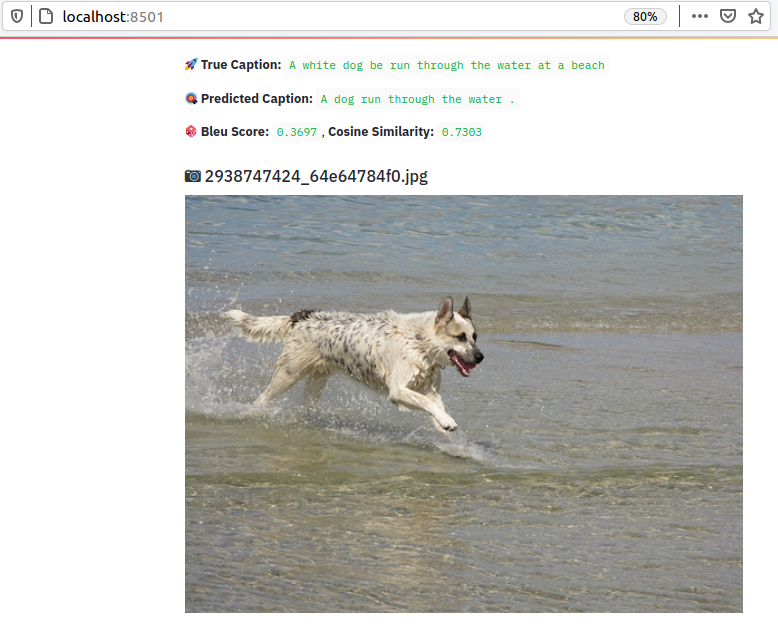 localhost:8501
80%
True Caption: A white dog be run through the water at a beach
Predicted Caption: A dog run through the water .
Bleu Score: 0.3697 , Cosine Similarity: 0.7303
2938747424_64e64784f0.jpg